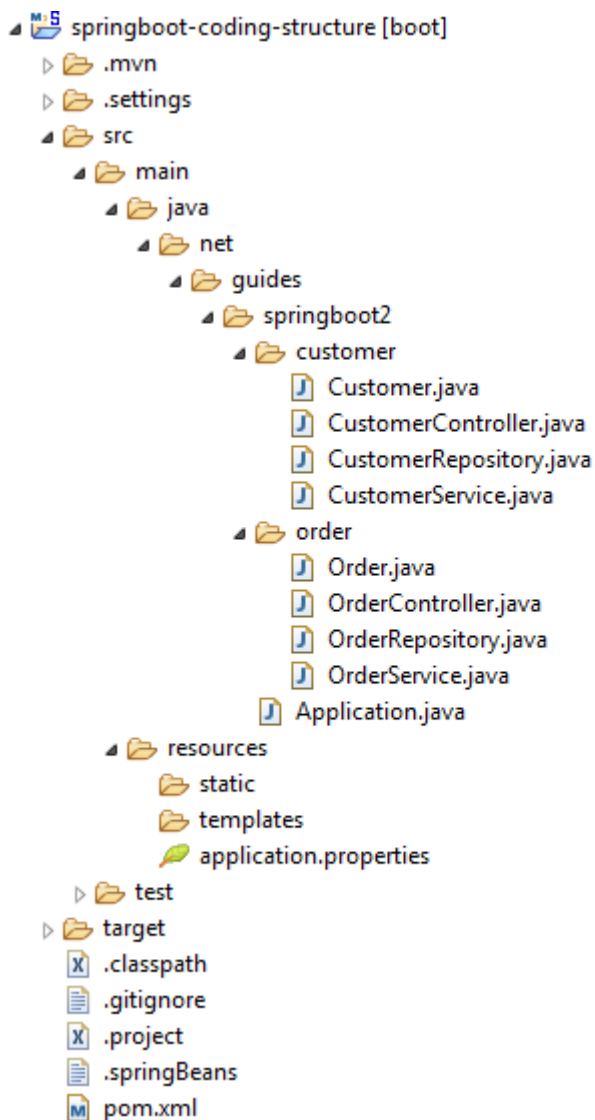 springboot-coding-structure [boot]
.mvn
.settings
src
main
java
net
guides
springboot2
customer
Customer.java
CustomerController.java
CustomerRepository.java
CustomerService.java
order
Order.java
OrderController.java
OrderRepository.java
OrderService.java
Application.java
resources
static
templates
application.properties
test
target
.classpath
.gitignore
.project
.springBeans
pom.xml